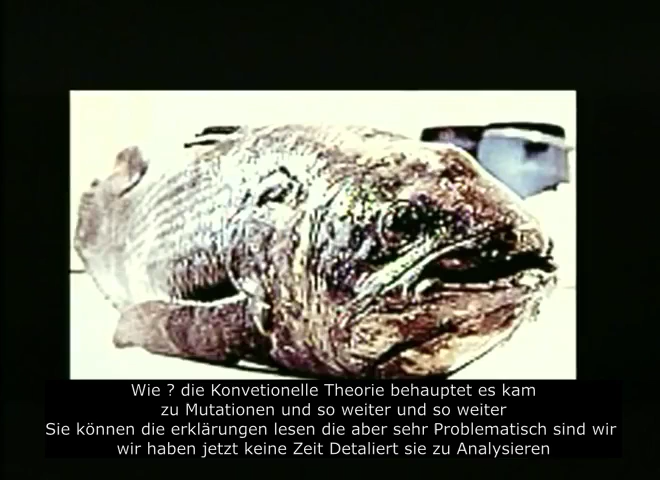 Wie ? die Konvetionelle Theorie behauptet es kam
zu Mutationen und so weiter und so weiter
Sie können die erklärungen lesen die aber sehr Problematisch sind wir
wir haben jetzt keine Zeit Detaliert sie zu Analysieren